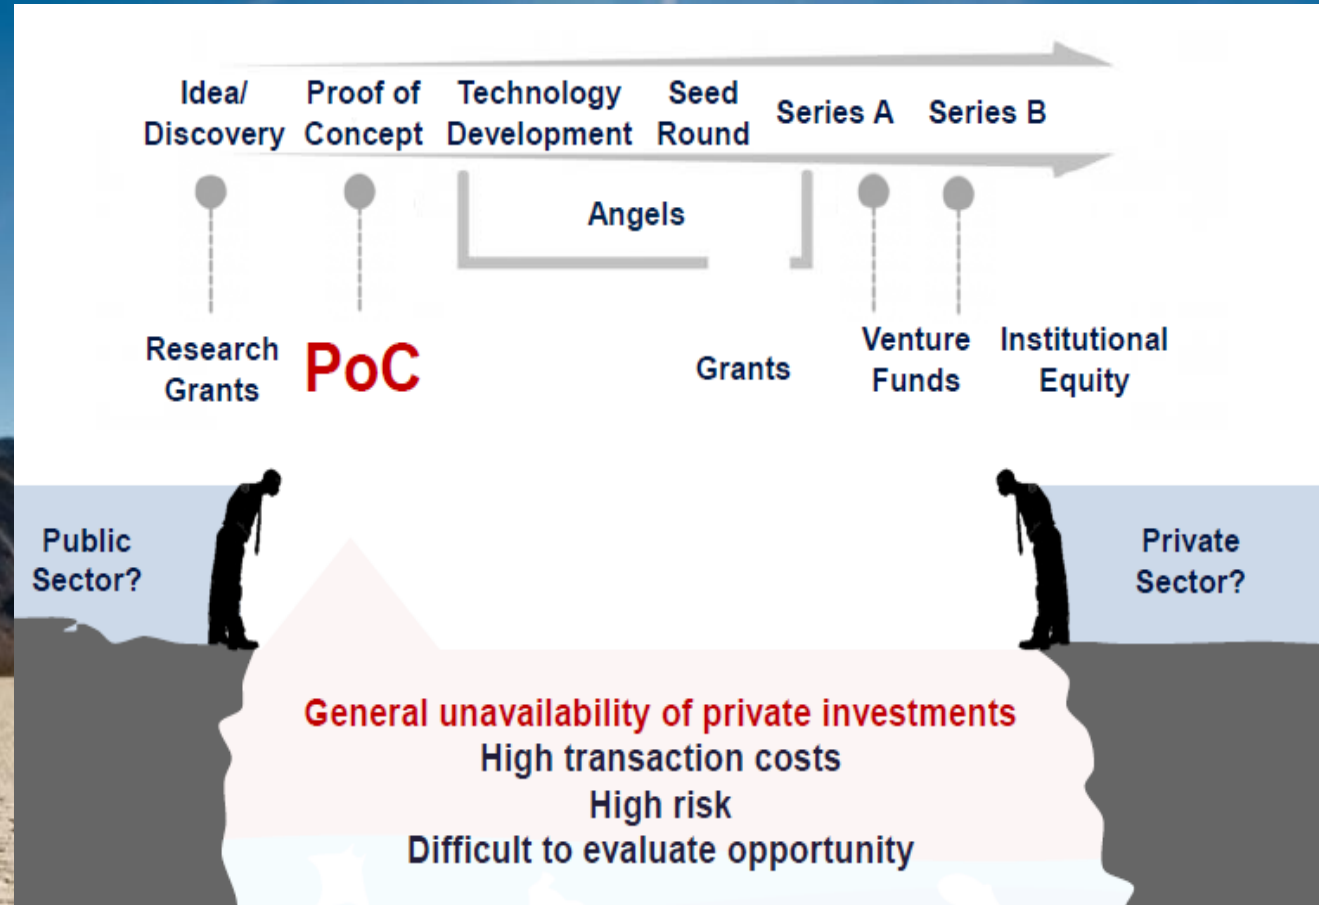 Idea/
Discovery
Proof of
Concept
Technology
Development
Seed
Round
Series A
Series B
Angels
Research
Grants
PoC
Grants
Venture
Funds
Institutional
Equity
Public
Sector?
Private
Sector?
General unavailability of private investments
High transaction costs
High risk
Difficult to evaluate opportunity